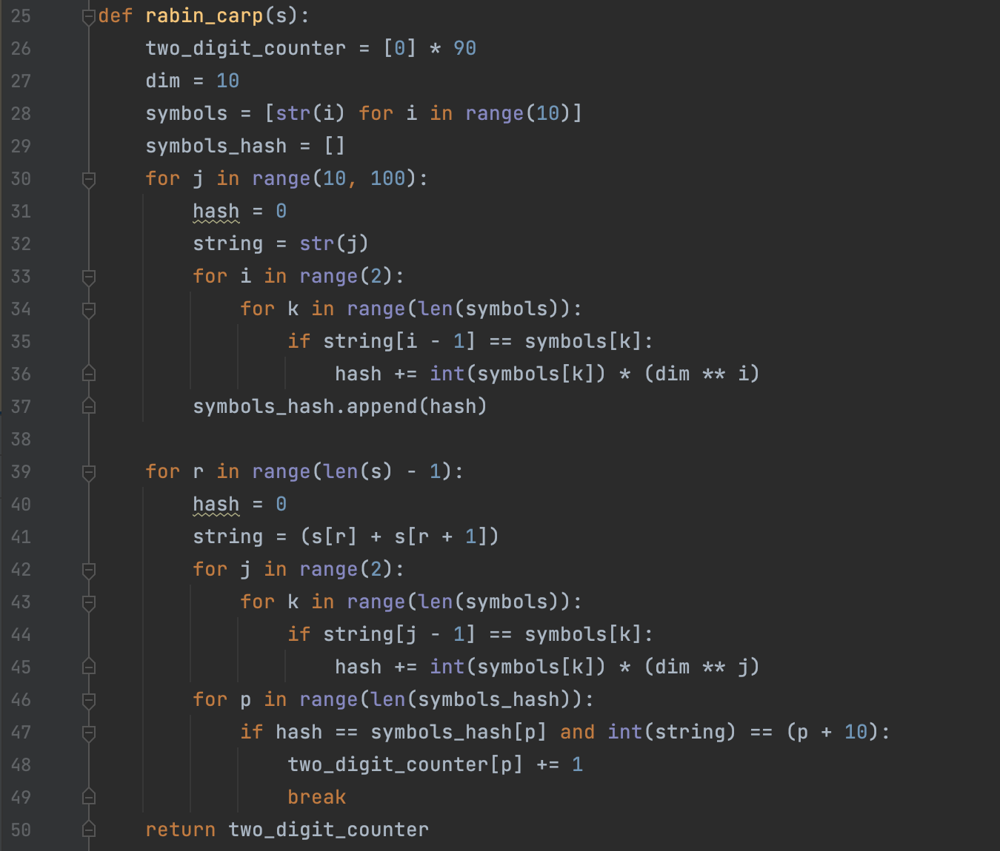 25 def rabin_carp(s):
26     two_digit_counter = [0] * 90
27     dim = 10
28     symbols = [str(i) for i in range(10)]
29     symbols_hash = []
30     for j in range(10, 100):
31         hash = 0
32         string = str(j)
33         for i in range(2):
34             for k in range(len(symbols)):
35                 if string[i - 1] == symbols[k]:
36                     hash += int(symbols[k]) * (dim ** i)
37         symbols_hash.append(hash)
38
39     for r in range(len(s) - 1):
40         hash = 0
41         string = (s[r] + s[r + 1])
42         for j in range(2):
43             for k in range(len(symbols)):
44                 if string[j - 1] == symbols[k]:
45                     hash += int(symbols[k]) * (dim ** j)
46         for p in range(len(symbols_hash)):
47             if hash == symbols_hash[p] and int(string) == (p + 10):
48                 two_digit_counter[p] += 1
49                 break
50     return two_digit_counter